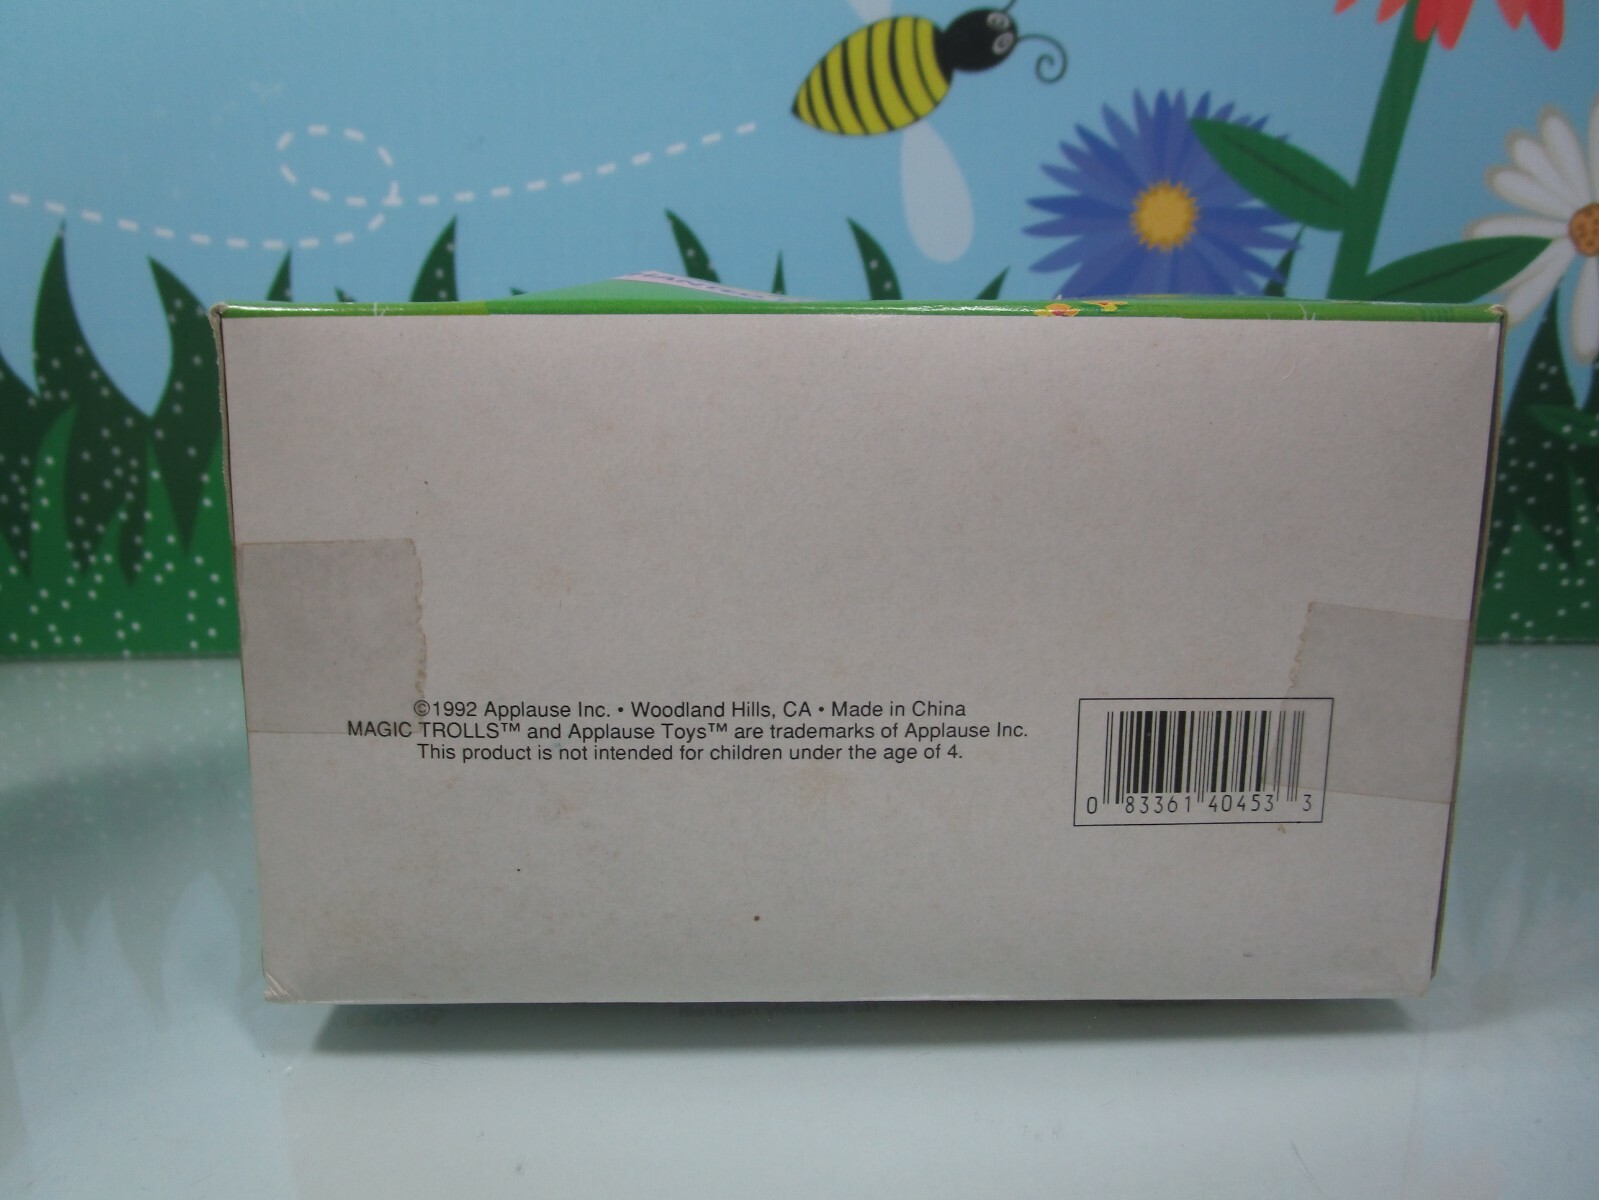 ©1992 Applause Inc. • Woodland Hills, CA • Made in China
MAGIC TROLLS™ and Applause Toys™ are trademarks of Applause Inc.
This product is not intended for children under the age of 4.
0 83361 40453 3